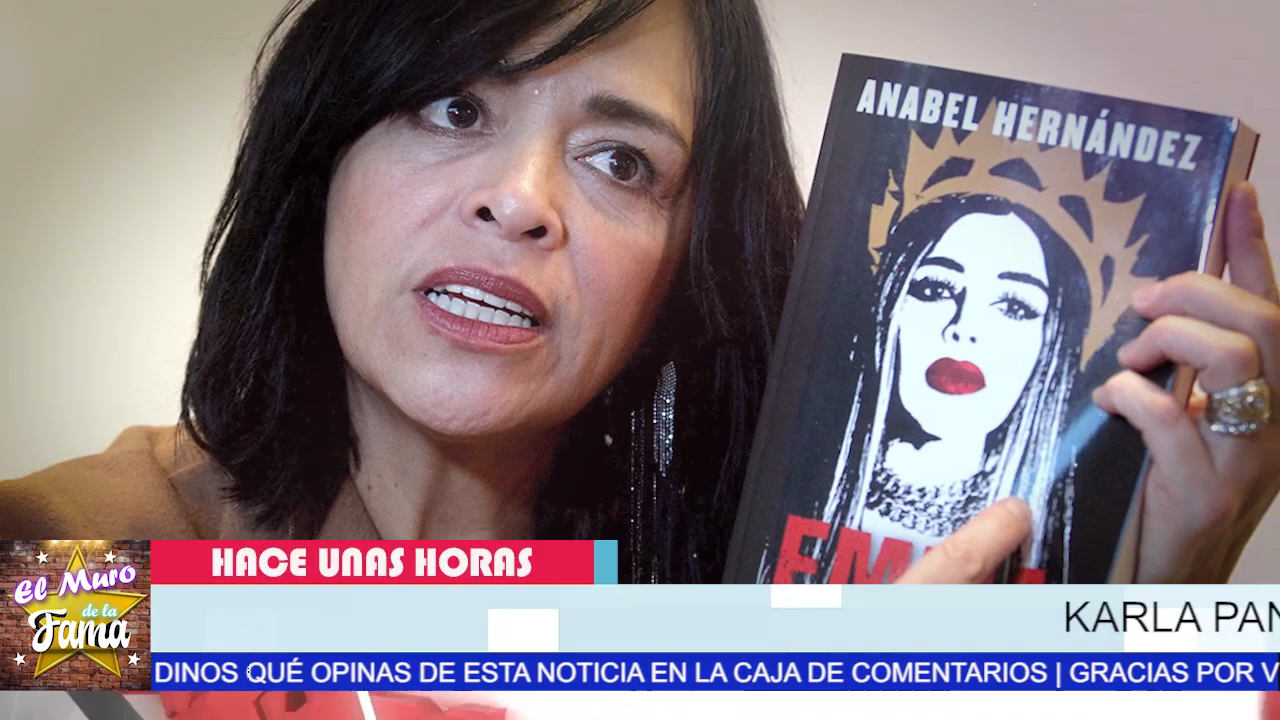 ANABEL HERNÁNDEZ
HACE UNAS HORAS
El Muro
de la
Fama
KARLA
DINOS QUÉ OPINAS DE ESTA NOTICIA EN LA CAJA DE COMENTARIOS | GRACIAS POR